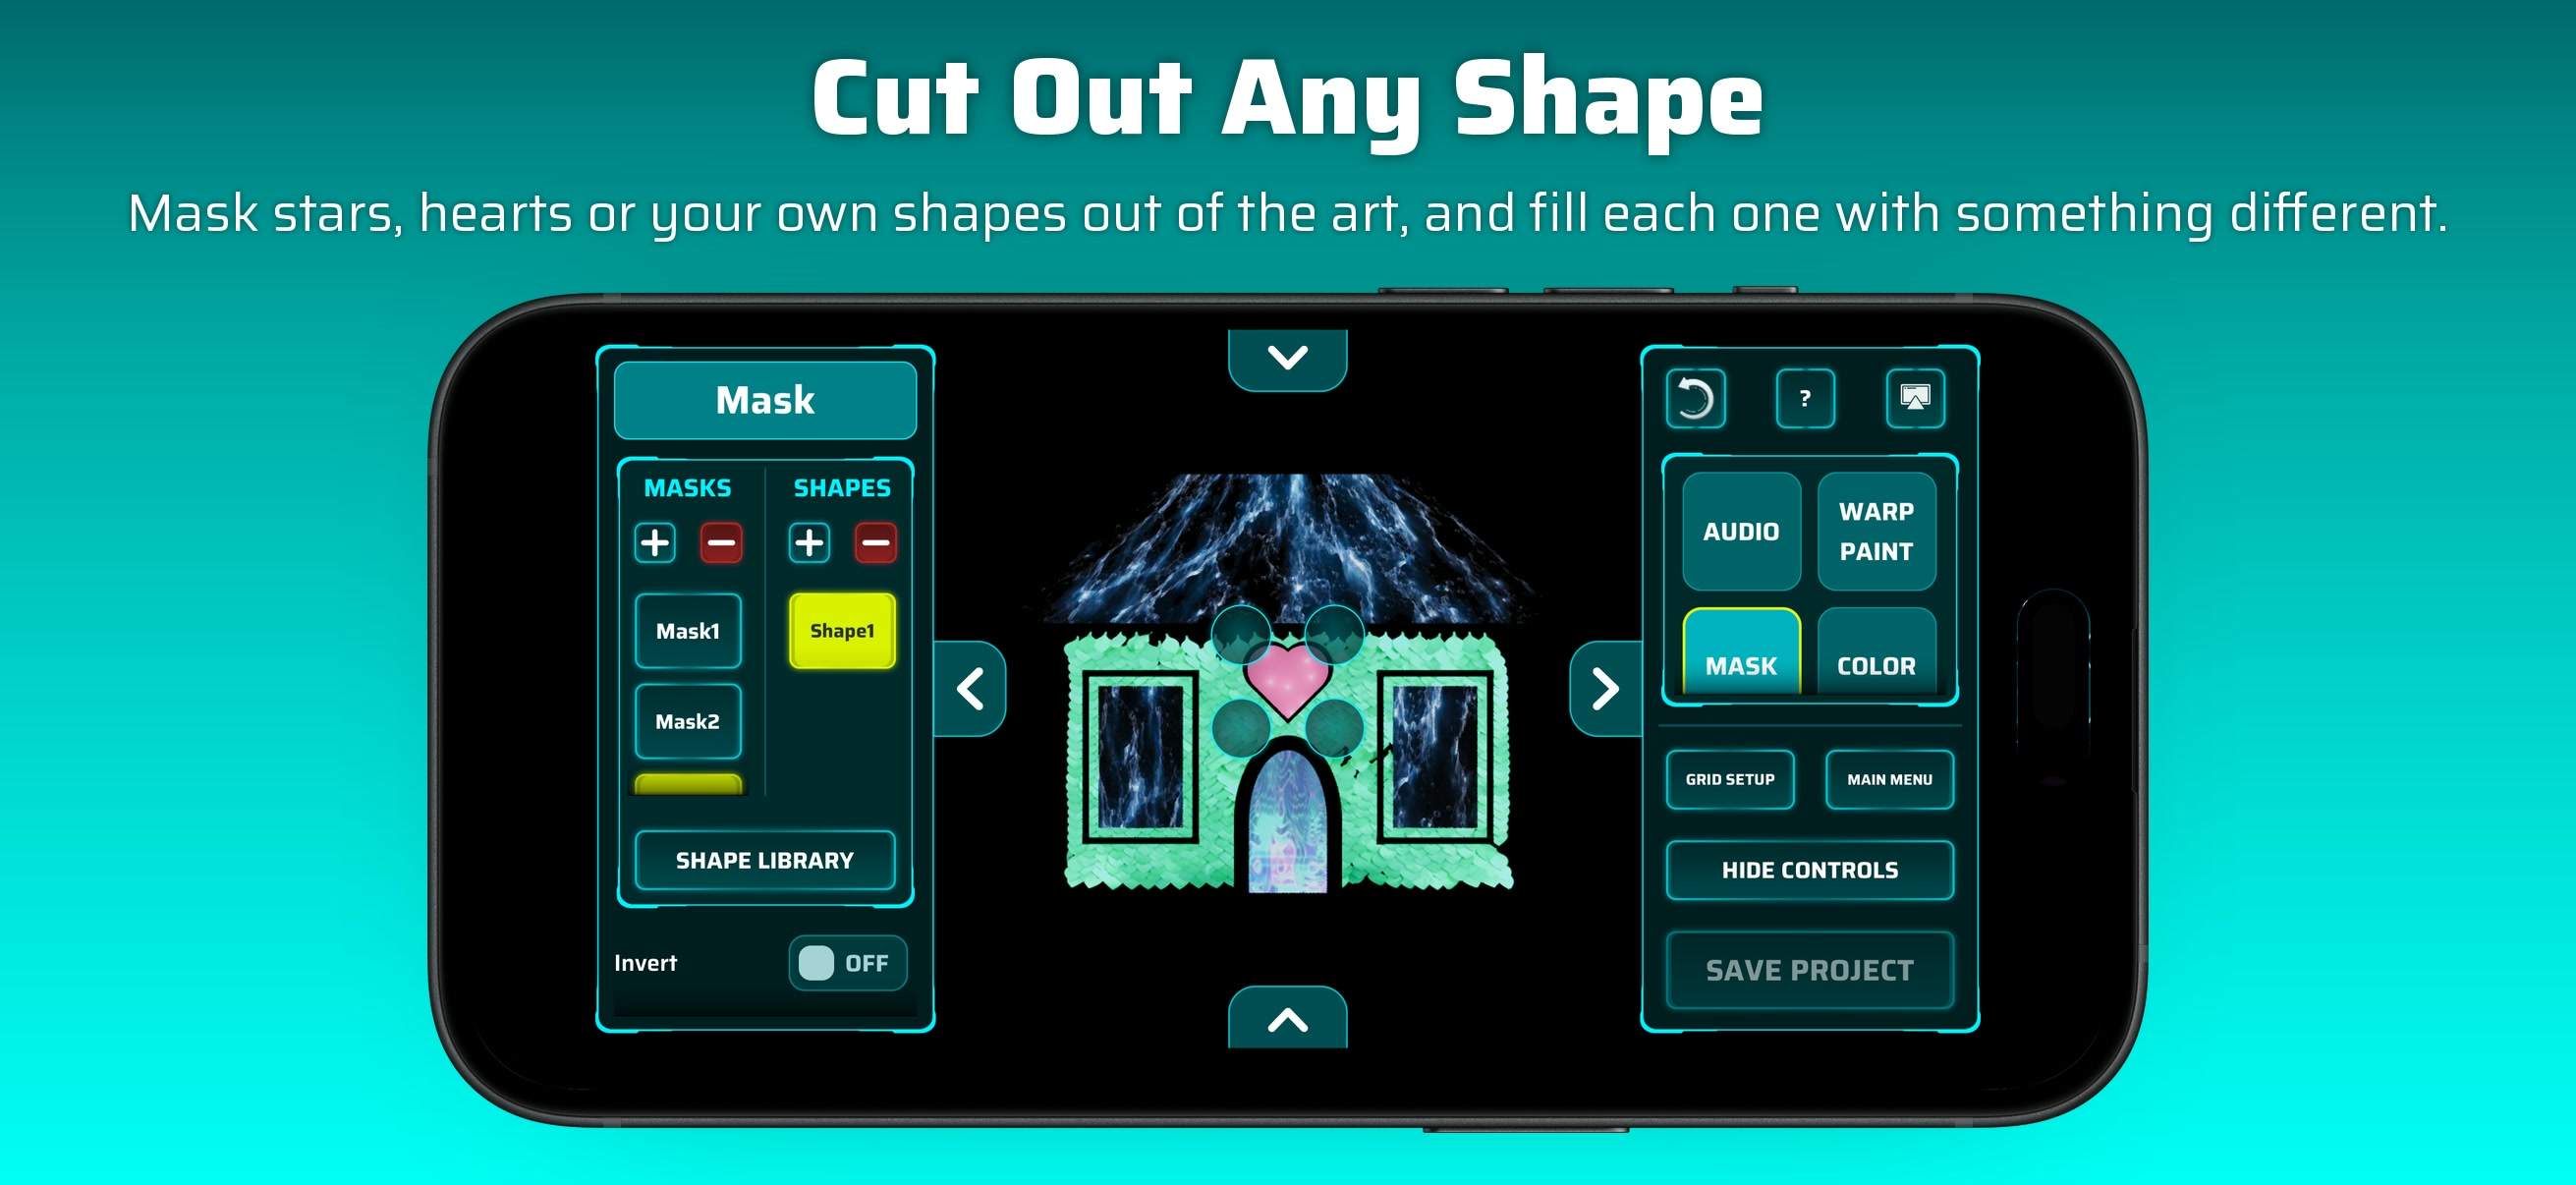 Cut Out Any Shape
Mask stars, hearts or your own shapes out of the art, and fill each one with something different.
Mask
MASKS
SHAPES
Mask1
Shape1
Mask2
SHAPE LIBRARY
Invert
OFF
?
AUDIO
WARP
PAINT
MASK
COLOR
GRID SETUP
MAIN MENU
HIDE CONTROLS
SAVE PROJECT